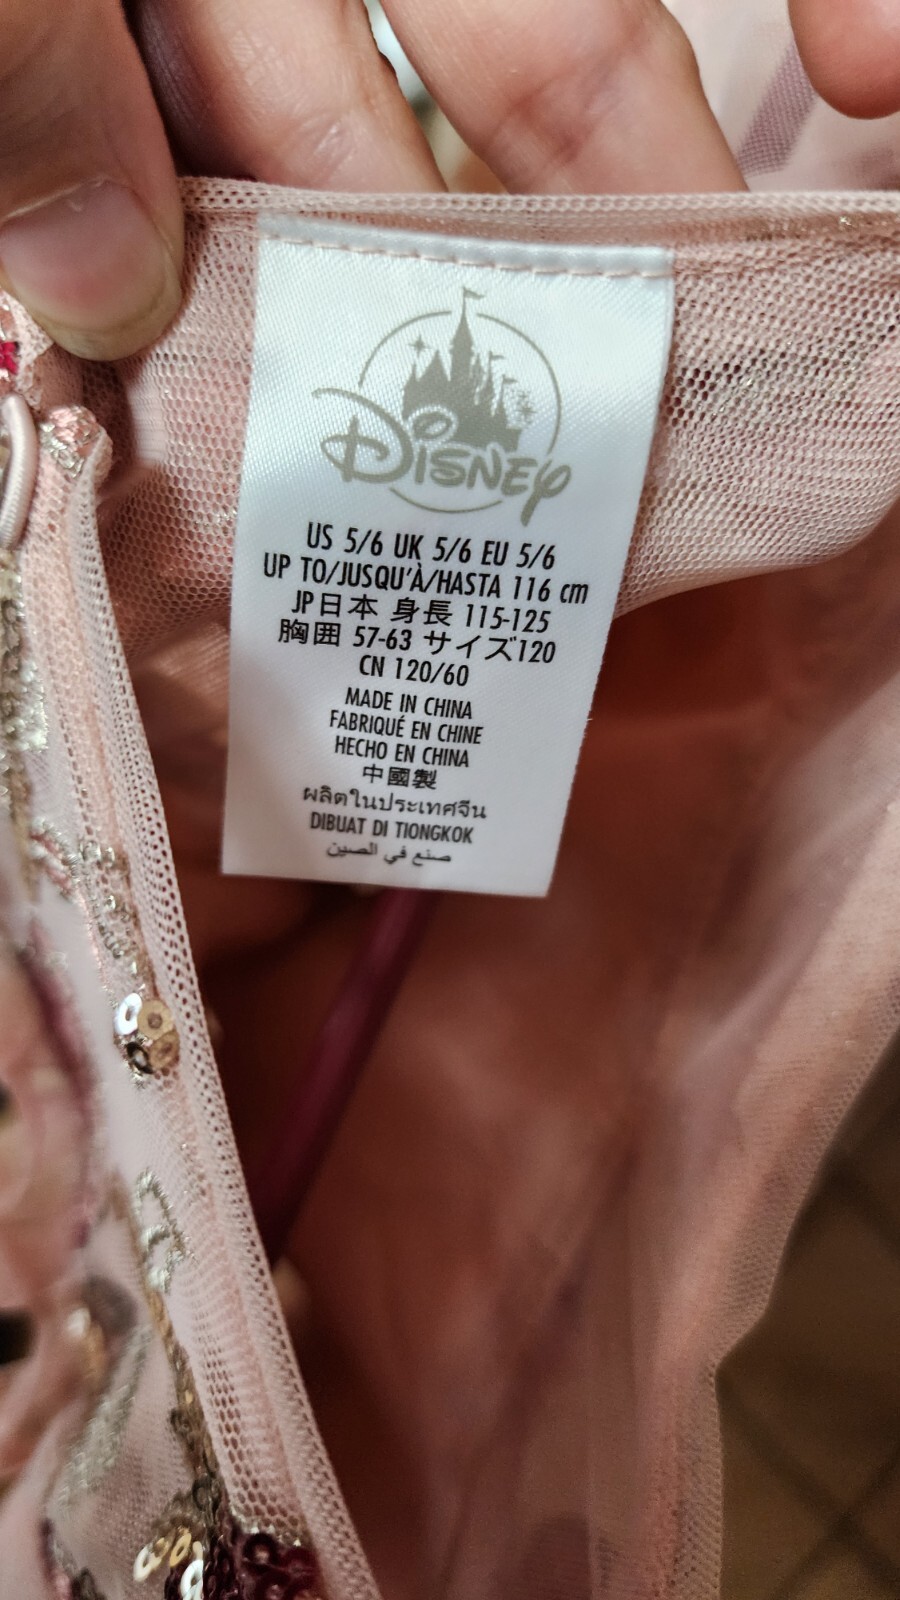 Disney
US 5/6 UK 5/6 EU 5/6
UP TO/JUSQU'À/HASTA 116 cm
JP日本 身長 115-125
胸囲 57-63 サイズ120
CN 120/60
MADE IN CHINA
FABRIQUÉ EN CHINE
HECHO EN CHINA
中國製
ผลิตในประเทศจีน
DIBUAT DI TIONGKOK
صنع في الصين